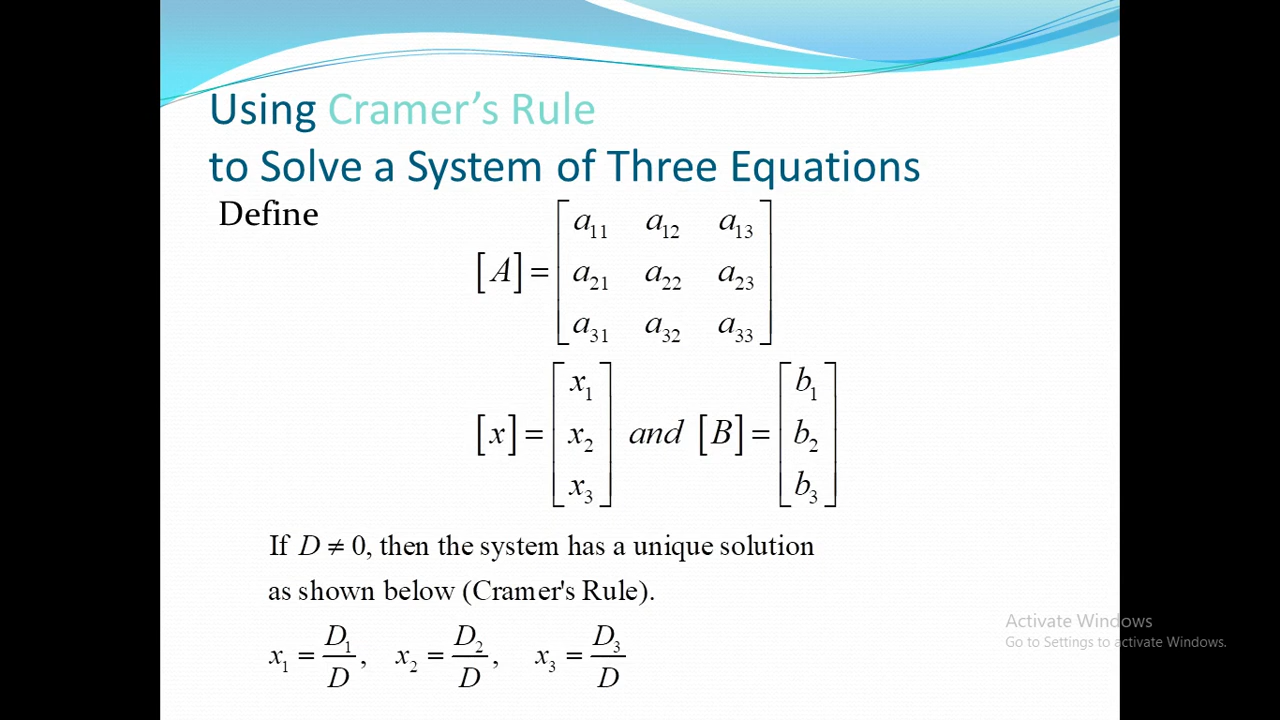 Using Cramer’s Rule
to Solve a System of Three Equations
Define
[A] = [a₁₁ a₁₂ a₁₃
a₂₁ a₂₂ a₂₃
a₃₁ a₃₂ a₃₃]
[x] = [x₁ x₂ x₃] and [B] = [b₁ b₂ b₃]
If D ≠ 0, then the system has a unique solution
as shown below (Cramer's Rule).
x₁ = D₁/D, x₂ = D₂/D, x₃ = D₃/D
Activate Windows
Go to Settings to activate Windows.